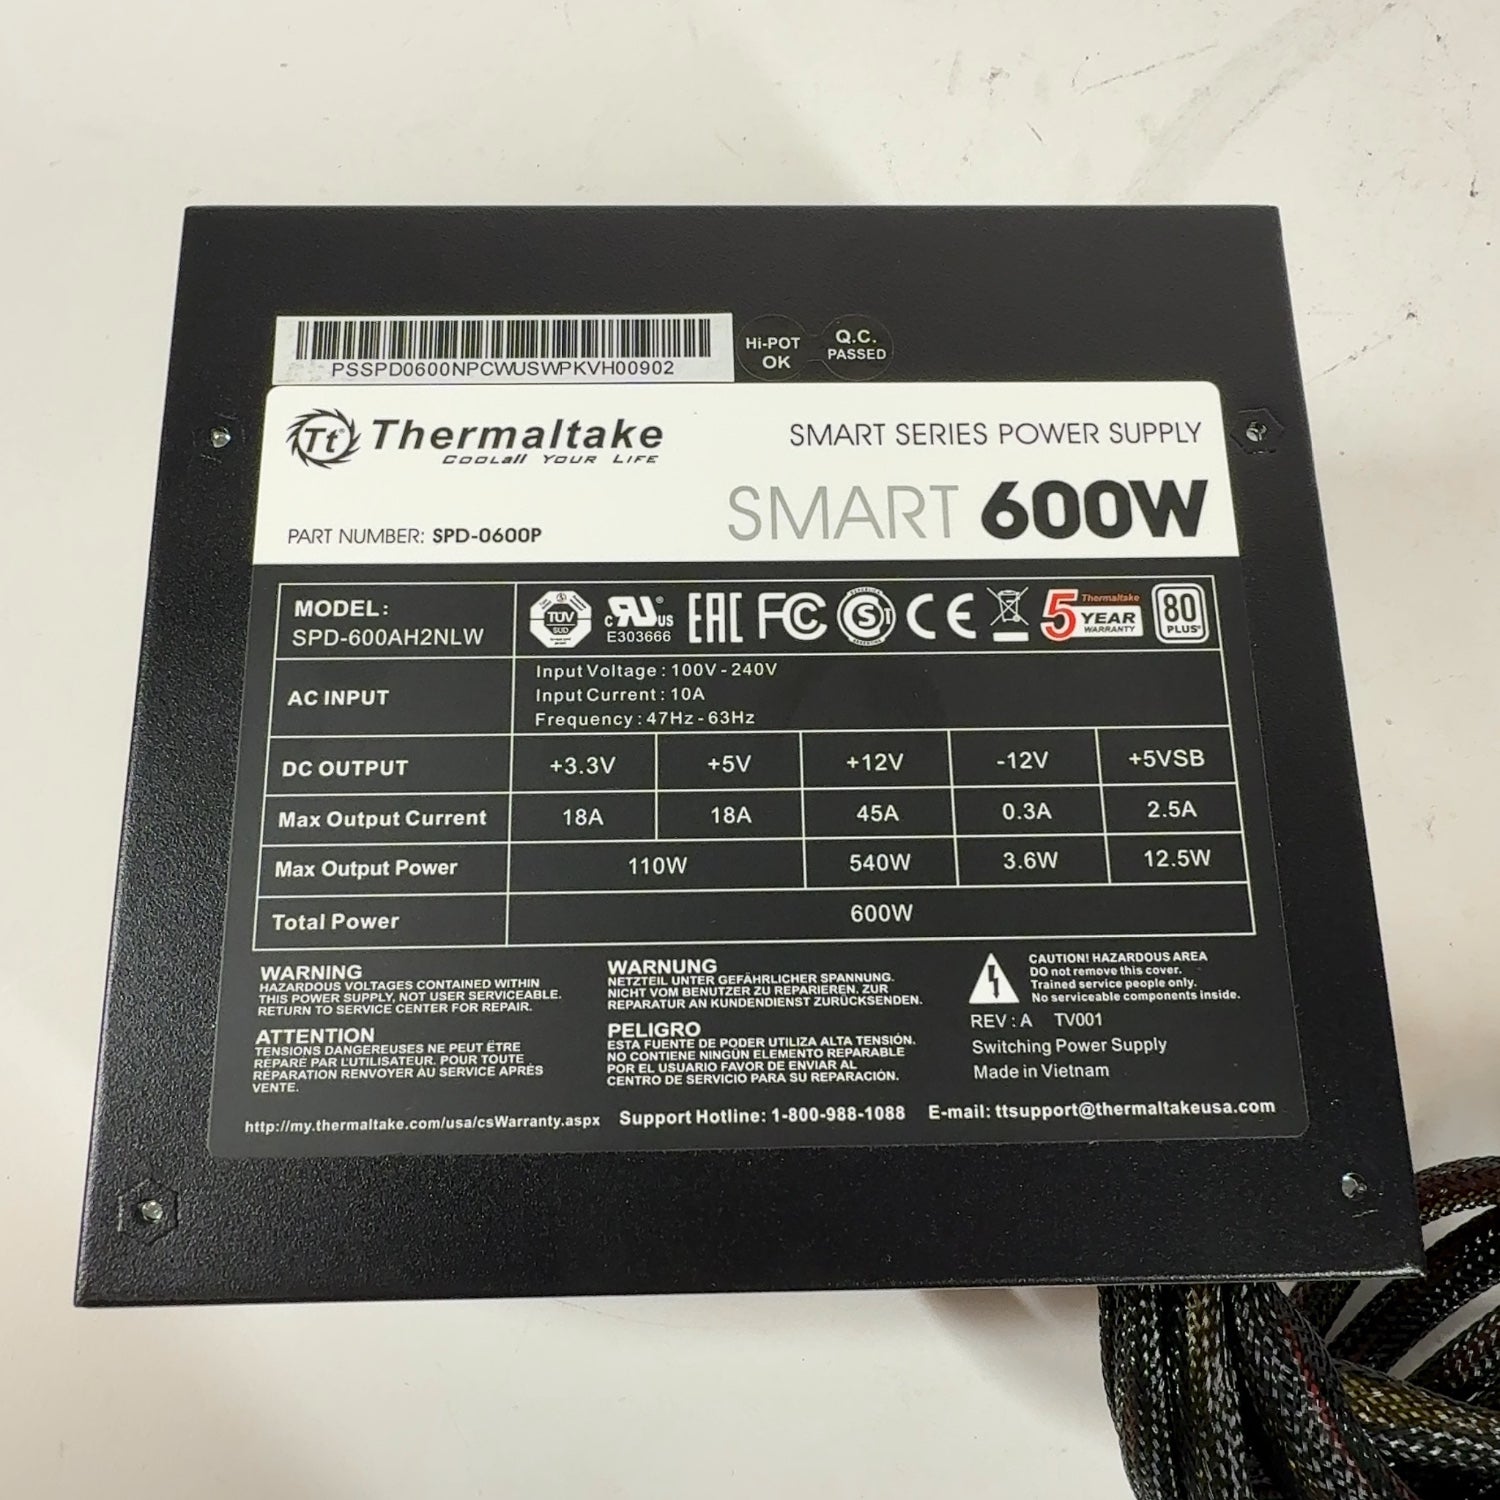 PSSPD0600NPCWUSWPKVH00902
Hi-POT
OK
Q.C.
PASSED
Tt® Thermaltake
COOLall YOUR LIFE
SMART SERIES POWER SUPPLY
SMART 600W
PART NUMBER: SPD-0600P
MODEL:
SPD-600AH2NLW
TÜV
SÜD
c UR® US
E303666
EAC FC S CE
Thermaltake
5 YEAR
WARRANTY
80
PLUS®
AC INPUT
Input Voltage : 100V - 240V
Input Current : 10A
Frequency : 47Hz - 63Hz
DC OUTPUT +3.3V +5V +12V -12V +5VSB
Max Output Current 18A 18A 45A 0.3A 2.5A
Max Output Power 110W 540W 3.6W 12.5W
Total Power 600W
WARNING
HAZARDOUS VOLTAGES CONTAINED WITHIN
THIS POWER SUPPLY, NOT USER SERVICEABLE.
RETURN TO SERVICE CENTER FOR REPAIR.
ATTENTION
TENSIONS DANGEREUSES NE PEUT ÊTRE
RÉPARÉ PAR L'UTILISATEUR. POUR TOUTE
RÉPARATION RENVOYER AU SERVICE APRÈS
VENTE.
WARNUNG
NETZTEIL UNTER GEFÄHRLICHER SPANNUNG.
NICHT VOM BENUTZER ZU REPARIEREN. ZUR
REPARATUR AN KUNDENDIENST ZURÜCKSENDEN.
PELIGRO
ESTA FUENTE DE PODER UTILIZA ALTA TENSIÓN.
NO CONTIENE NINGÚN ELEMENTO REPARABLE
POR EL USUARIO FAVOR DE ENVIAR AL
CENTRO DE SERVICIO PARA SU REPARACIÓN.
CAUTION! HAZARDOUS AREA
DO not remove this cover.
Trained service people only.
No serviceable components inside.
REV : A TV001
Switching Power Supply
Made in Vietnam
http://my.thermaltake.com/usa/csWarranty.aspx Support Hotline: 1-800-988-1088 E-mail: ttsupport@thermaltakeusa.com